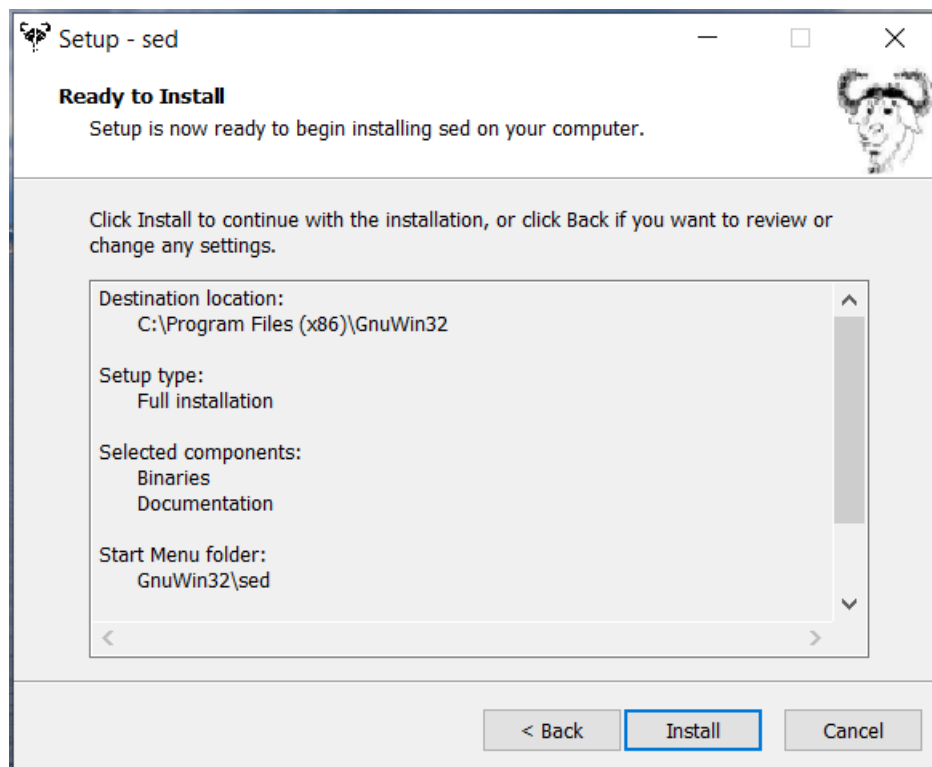 Setup - sed
Ready to Install
Setup is now ready to begin installing sed on your computer.
Click Install to continue with the installation, or click Back if you want to review or
change any settings.
Destination location:
C:\Program Files (x86)\GnuWin32
Setup type:
Full installation
Selected components:
Binaries
Documentation
Start Menu folder:
GnuWin32\sed
< Back
Install
Cancel